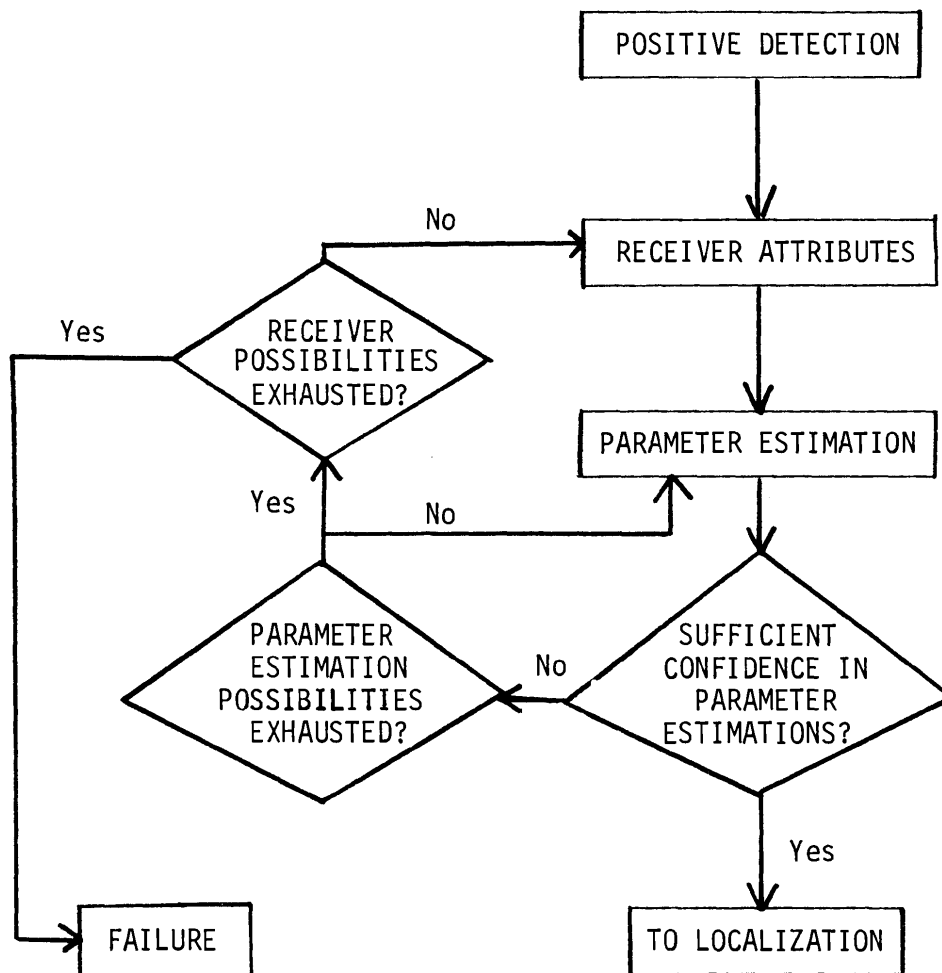 POSITIVE DETECTION
No
RECEIVER ATTRIBUTES
Yes
RECEIVER
POSSIBILITIES
EXHAUSTED?
PARAMETER ESTIMATION
Yes
No
PARAMETER
ESTIMATION
POSSIBILITIES
EXHAUSTED?
No
SUFFICIENT
CONFIDENCE IN
PARAMETER
ESTIMATIONS?
Yes
FAILURE
TO LOCALIZATION